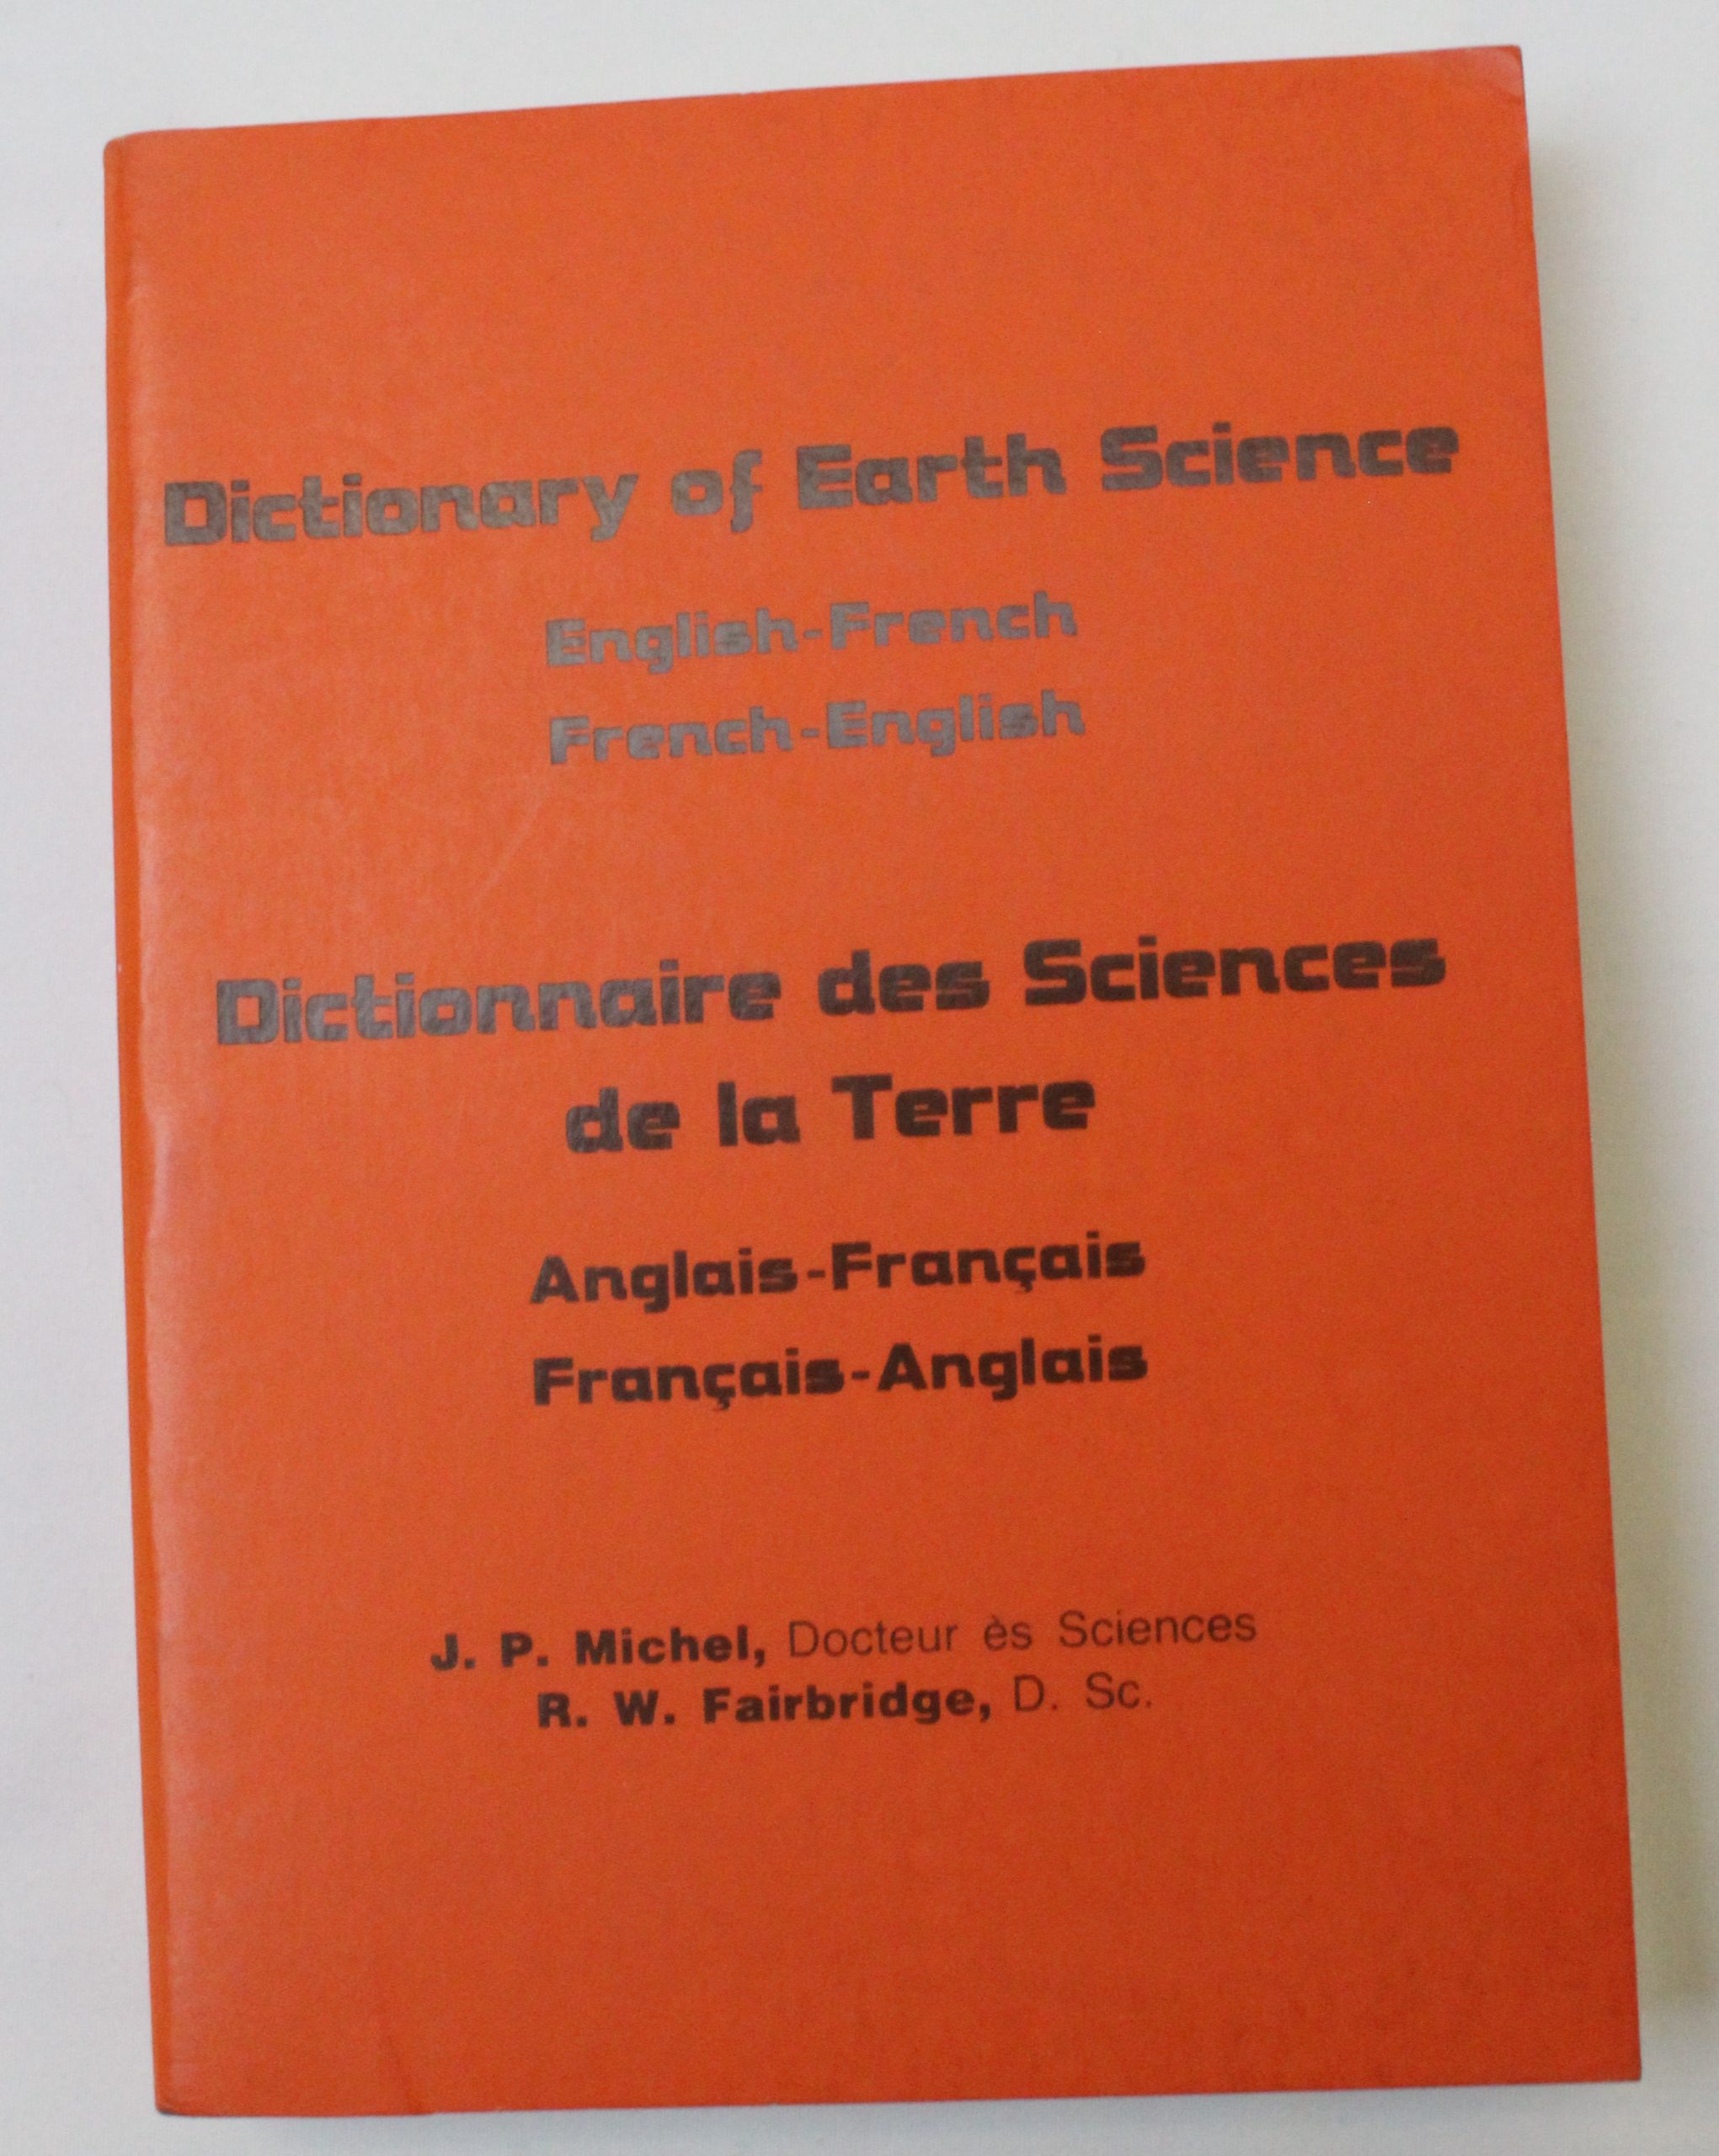 Dictionary of Earth Science
English-French
French-English
Dictionnaire des Sciences
de la Terre
Anglais-Français
Français-Anglais
J. P. Michel, Docteur ès Sciences
R. W. Fairbridge, D. Sc.